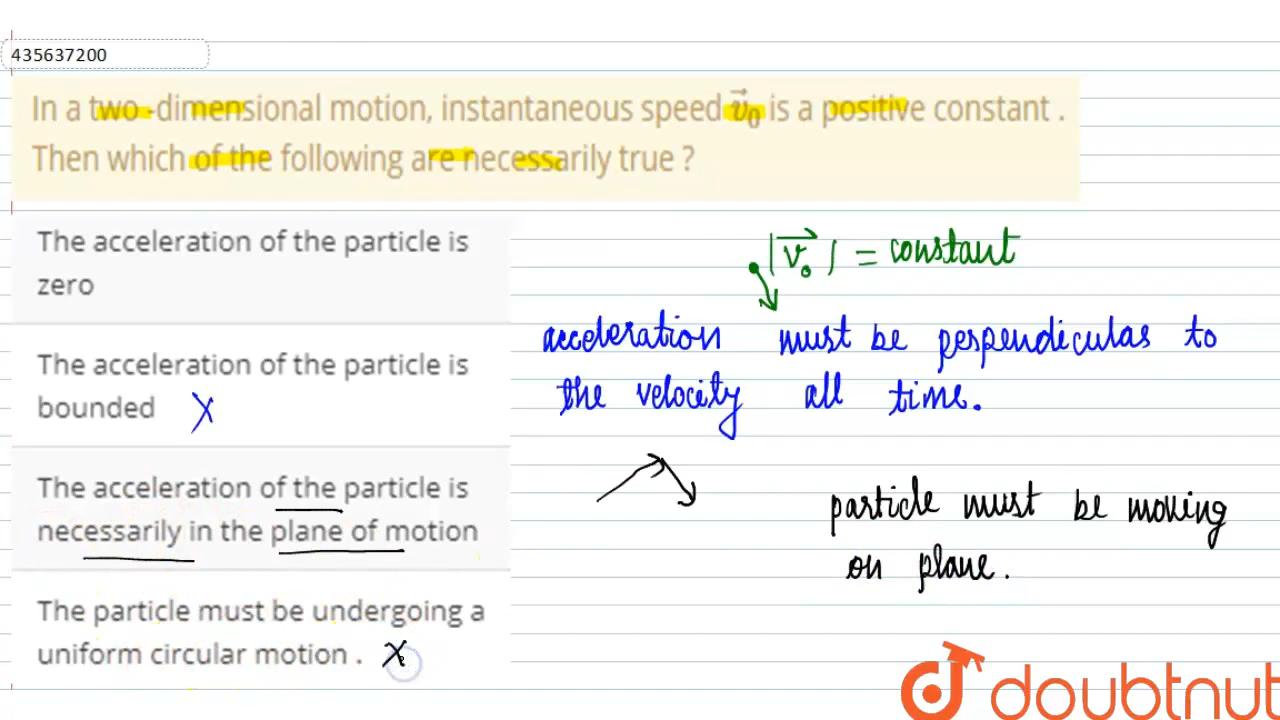 435637200
In a two -dimensional motion, instantaneous speed v⃗₀ is a positive constant .
Then which of the following are necessarily true ?
The acceleration of the particle is
zero
The acceleration of the particle is
bounded X
The acceleration of the particle is
necessarily in the plane of motion
The particle must be undergoing a
uniform circular motion . X
|v⃗₀| = constant
acceleration must be perpendicular to
the velocity all time.
particle must be moving
on plane.
doubtnut